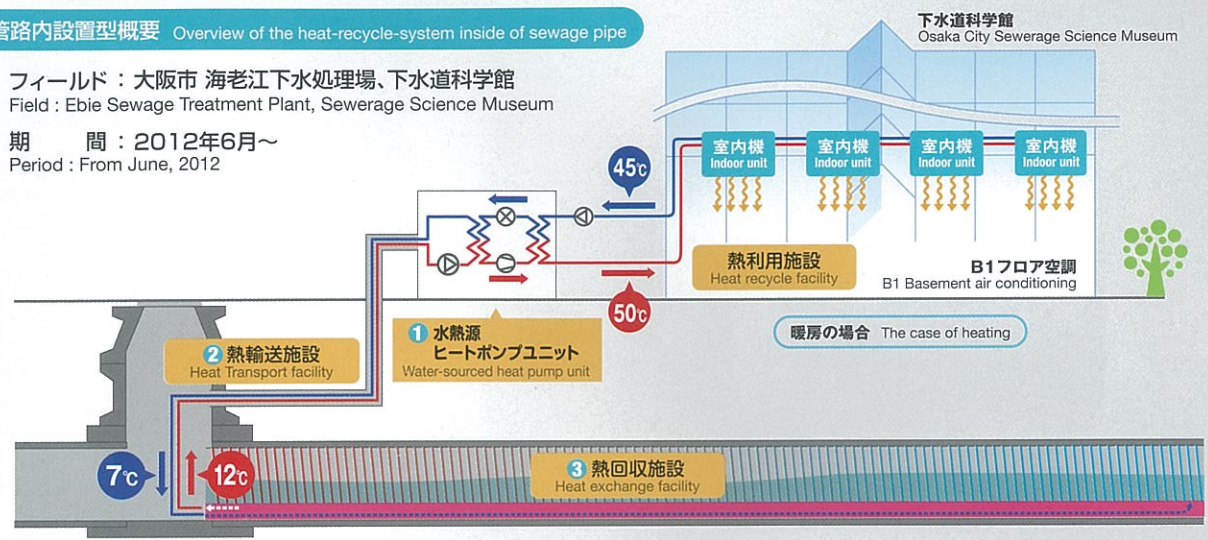 管路内設置型概要 Overview of the heat-recycle-system inside of sewage pipe
フィールド：大阪市 海老江下水処理場、下水道科学館
Field : Ebie Sewage Treatment Plant, Sewerage Science Museum
期　　間：2012年6月～
Period : From June, 2012
下水道科学館
Osaka City Sewerage Science Museum
室内機
Indoor unit
室内機
Indoor unit
室内機
Indoor unit
室内機
Indoor unit
45℃
熱利用施設
Heat recycle facility
B1フロア空調
B1 Basement air conditioning
50℃
暖房の場合 The case of heating
1 水熱源
ヒートポンプユニット
Water-sourced heat pump unit
2 熱輸送施設
Heat Transport facility
7℃
12℃
3 熱回収施設
Heat exchange facility